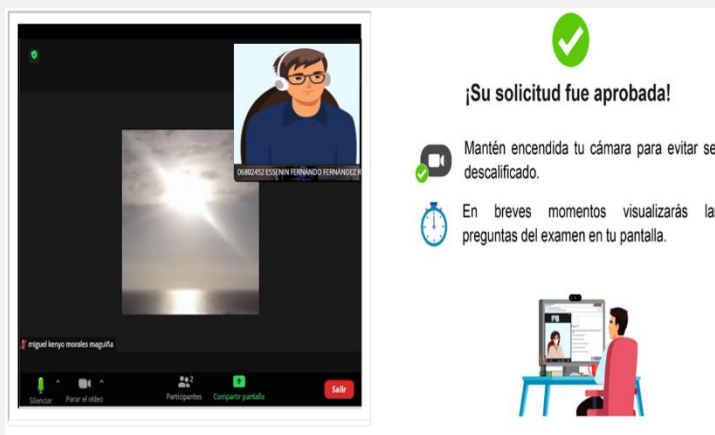 06802452 ESSENIN FERNANDO FERNÁNDEZ R
miguel kenyo morales maguiña
Silenciar
Parar el vídeo
2
Participantes
Compartir pantalla
Salir
¡Su solicitud fue aprobada!
Mantén encendida tu cámara para evitar se
descalificado.
En breves momentos visualizarás la
preguntas del examen en tu pantalla.